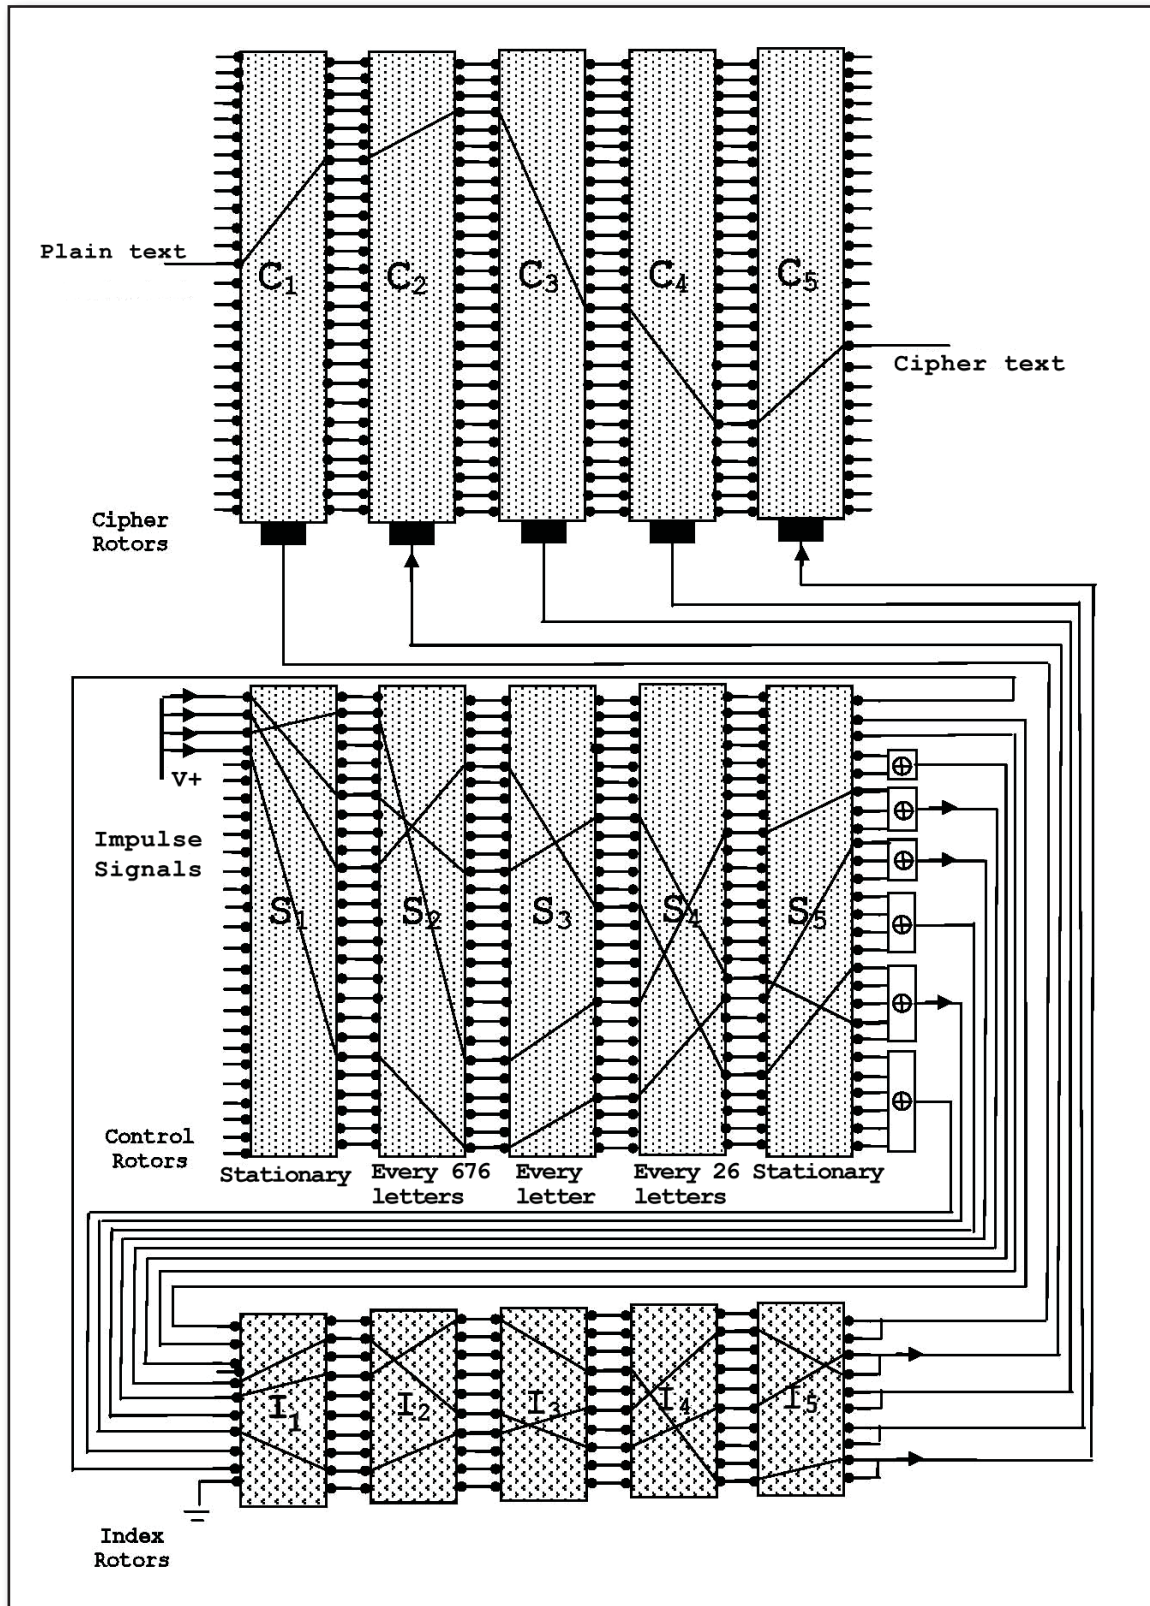 Plain text
C1 C2 C3 C4 C5
Cipher text
Cipher
Rotors
V+
Impulse
Signals
S1 S2 S3 S4 S5
Control
Rotors
Stationary
Every 676
letters
Every
letter
Every 26
letters
Stationary
I1 I2 I3 I4 I5
Index
Rotors